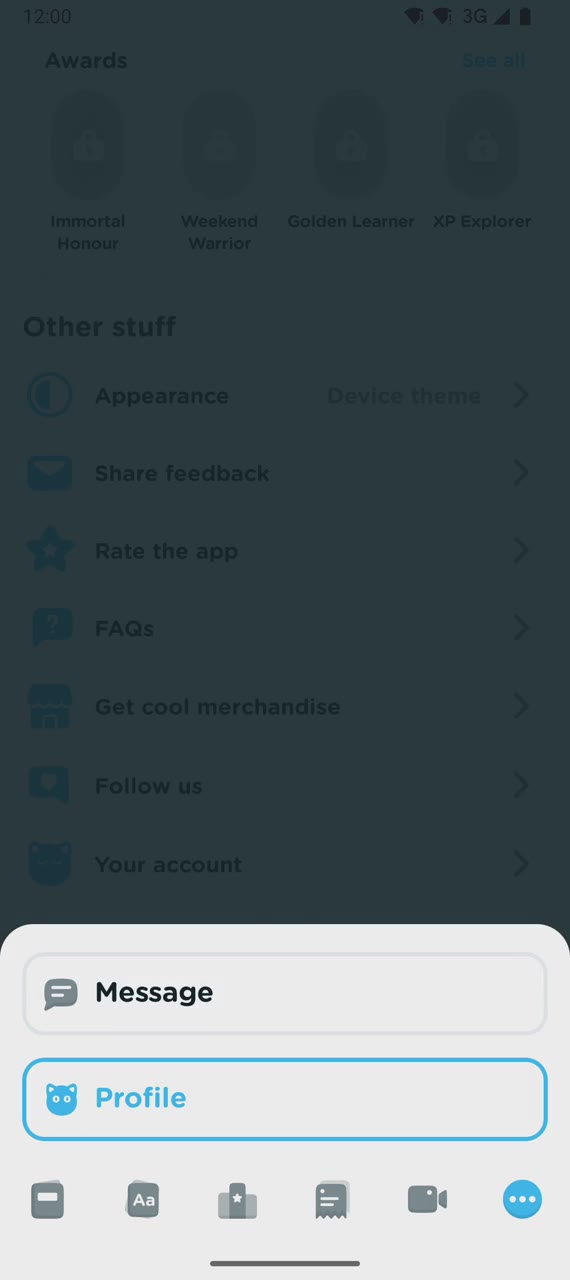 12:00
3G
Awards
See all
Immortal
Honour
Weekend
Warrior
Golden Learner
XP Explorer
Other stuff
Appearance
Device theme
Share feedback
Rate the app
?
FAQs
Get cool merchandise
Follow us
Your account
Message
Profile
Aa